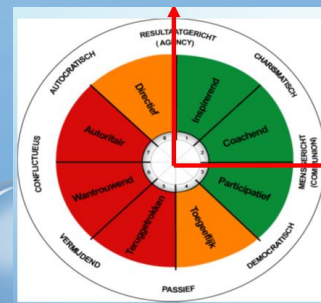 RESULTAATGERICHT
(AGENCY)
CHARISMATISCH
MENSGERICHT
(COMMUNION)
DEMOCRATISCH
PASSIEF
VERMIJDEND
CONFLICTUEUS
AUTOCRATISCH
Directief
Inspirerend
Coachend
Participatief
Toegeeflijk
Teruggetrokken
Wantrouwend
Autoritair